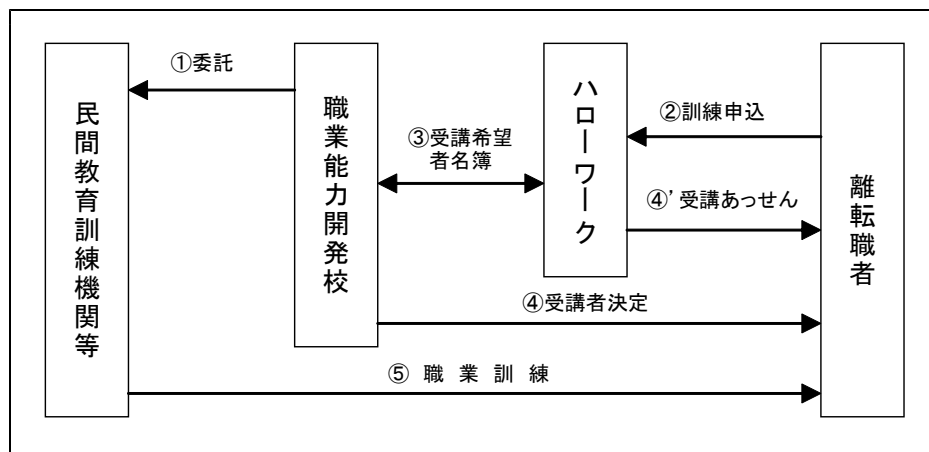 ①委託
②訓練申込
③受講希望
者名簿
④’受講あっせん
④受講者決定
⑤ 職 業 訓 練
民間教育訓練機関等
職業能力開発校
ハローワーク
離転職者